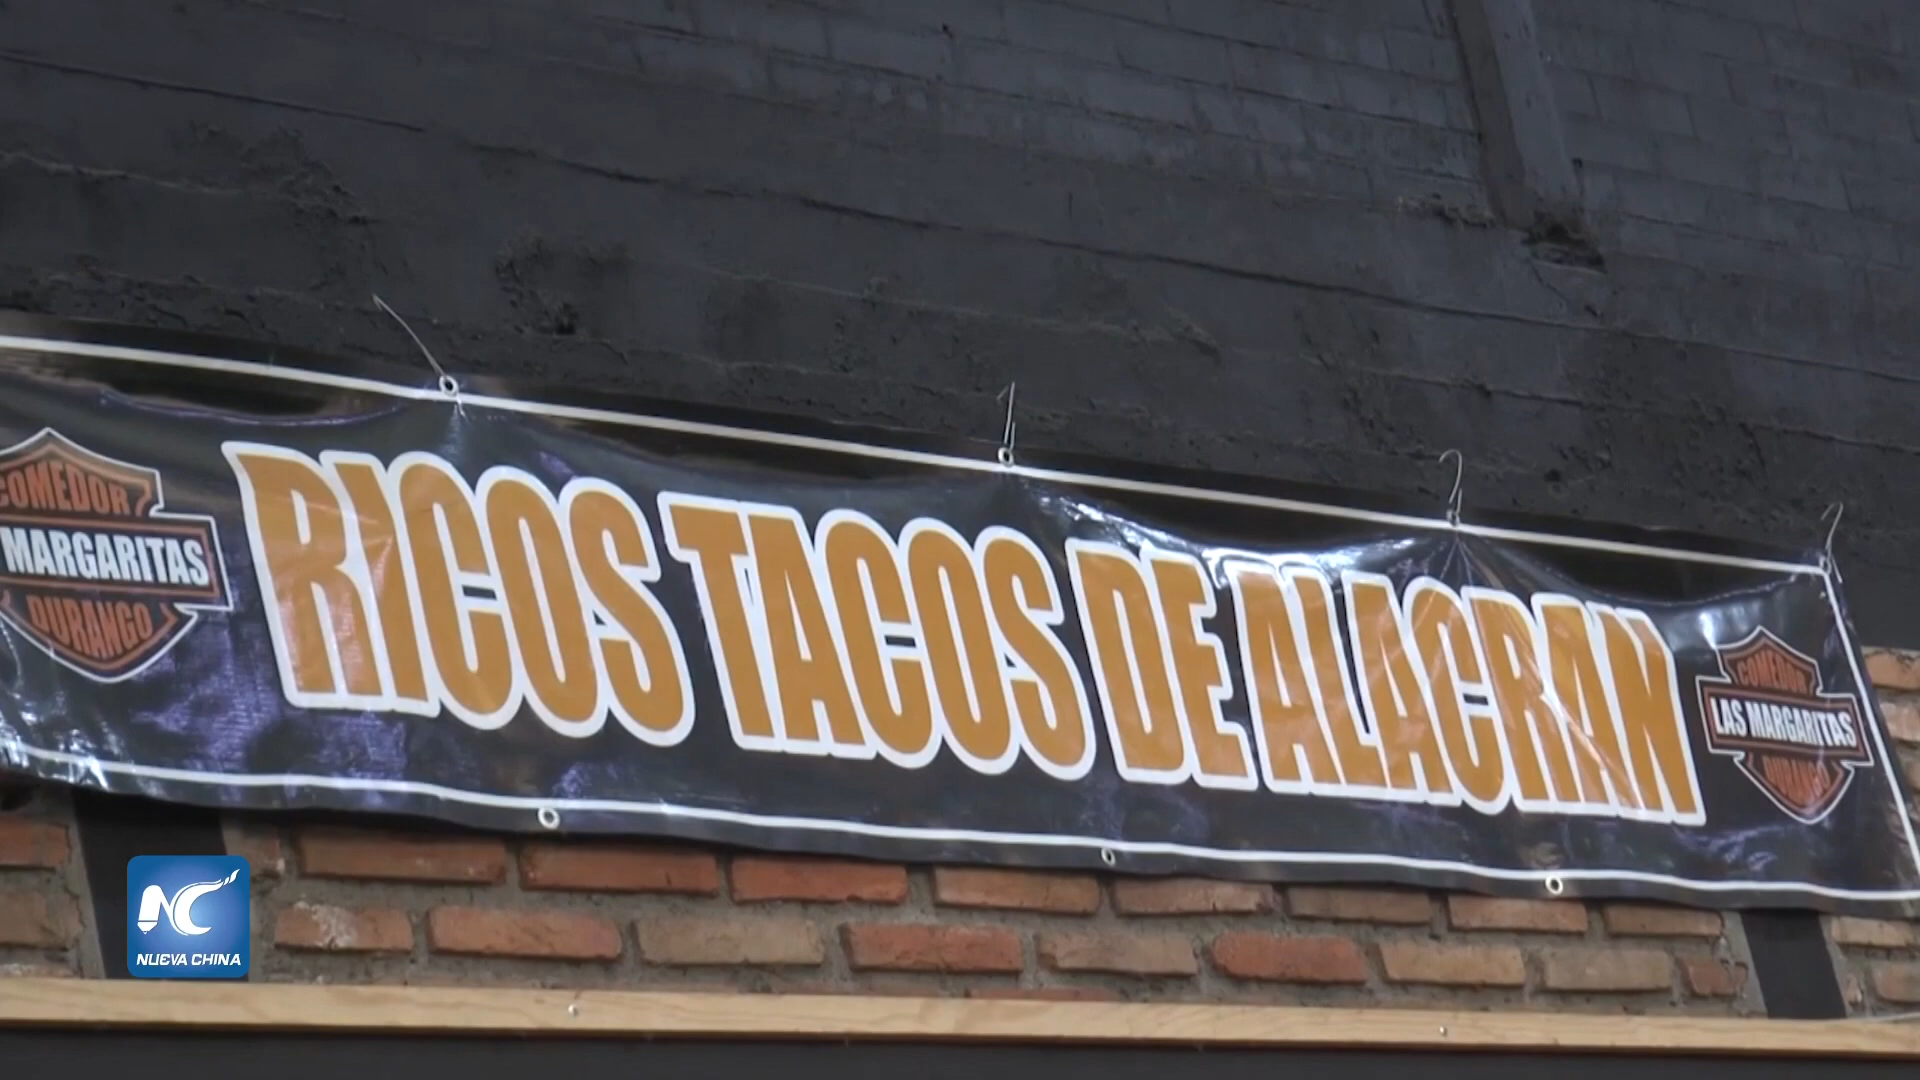 COMEDOR
MARGARITAS
DURANGO
RICOS TACOS DE ALACRAN
COMEDOR
LAS MARGARITAS
DURANGO
NUEVA CHINA